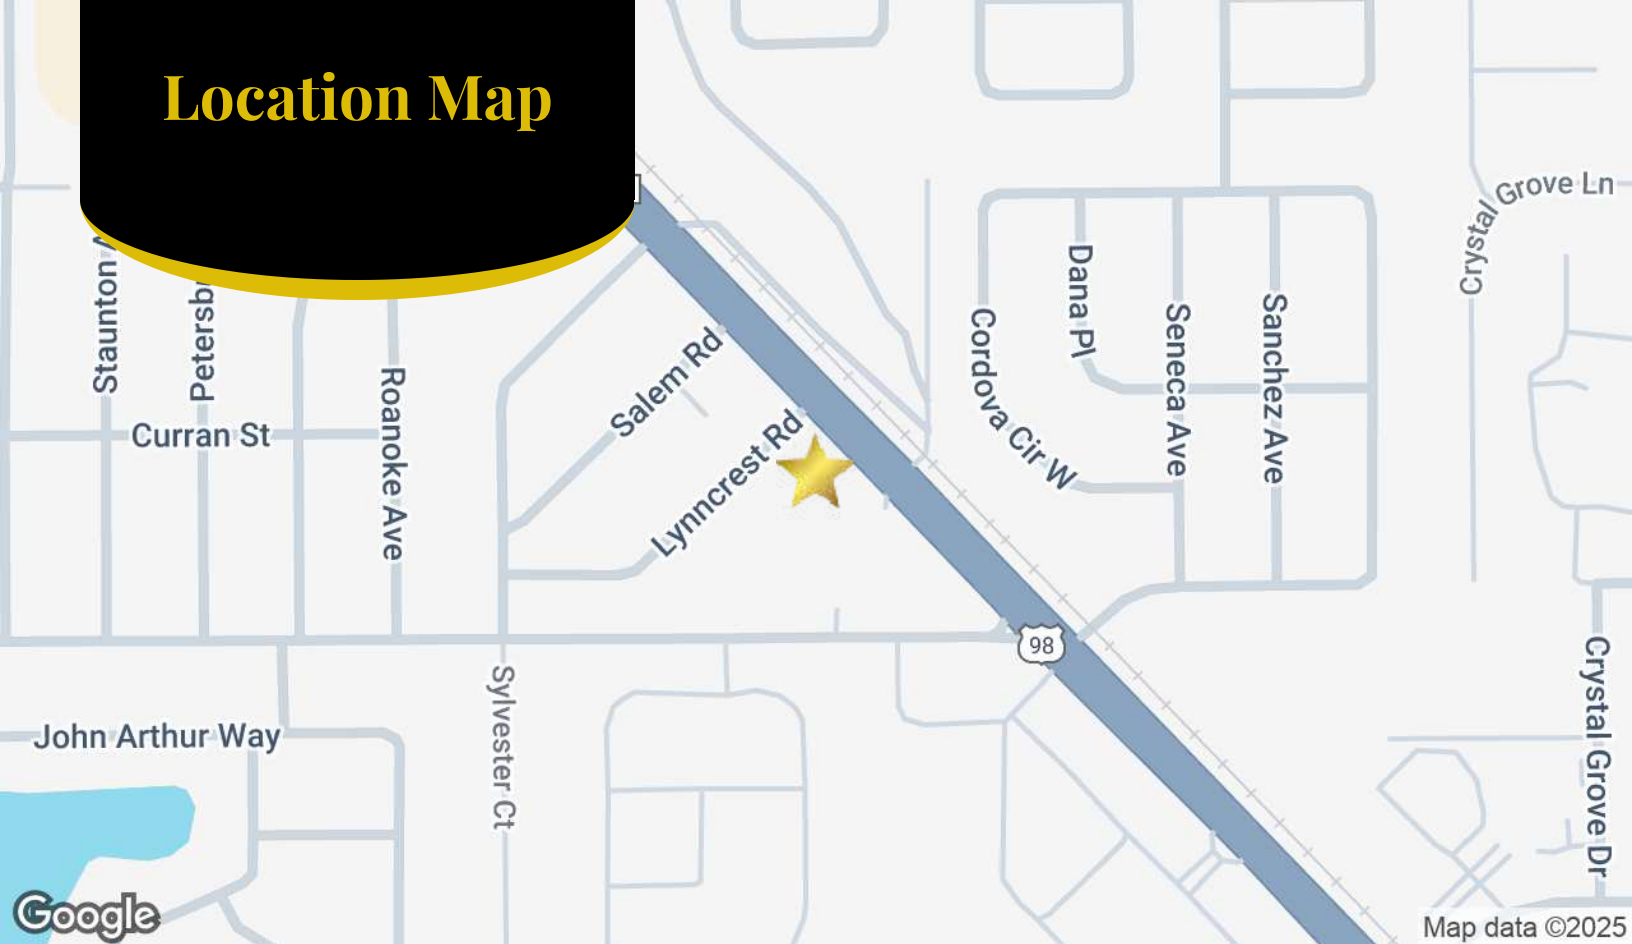 Location Map
Grove Ln
Crystal
Staunton
Petersb
Dana Pl
Salem Rd
Cordova Cir W
Seneca Ave
Sanchez Ave
Roanoke Ave
Curran St
Lynncrest Rd
98
Sylvester Ct
John Arthur Way
Crystal Grove Dr
Google
Map data ©2025